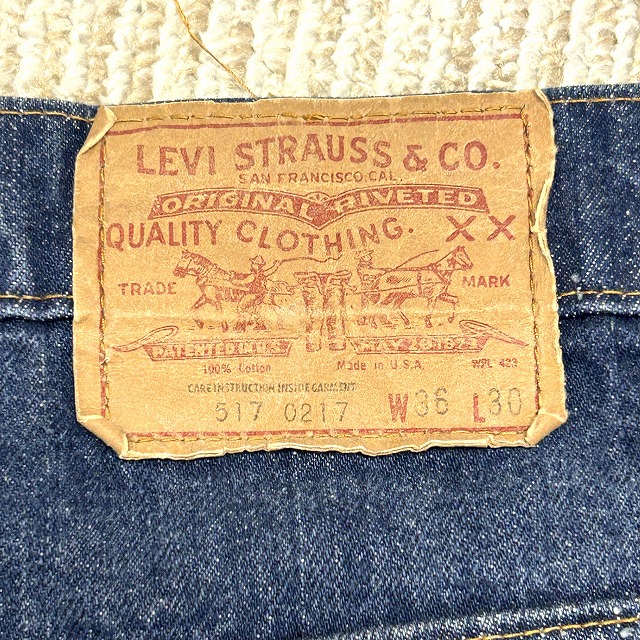 LEVI STRAUSS & CO.
SAN FRANCISCO, CAL.
ORIGINAL RIVETED
QUALITY CLOTHING. XX
TRADE MARK
PATENTED IN U.S. MAY 20 1873
100% Cotton Made in U.S.A. WPL 423
CARE INSTRUCTION INSIDE GARMENT
517 0217 W36 L30